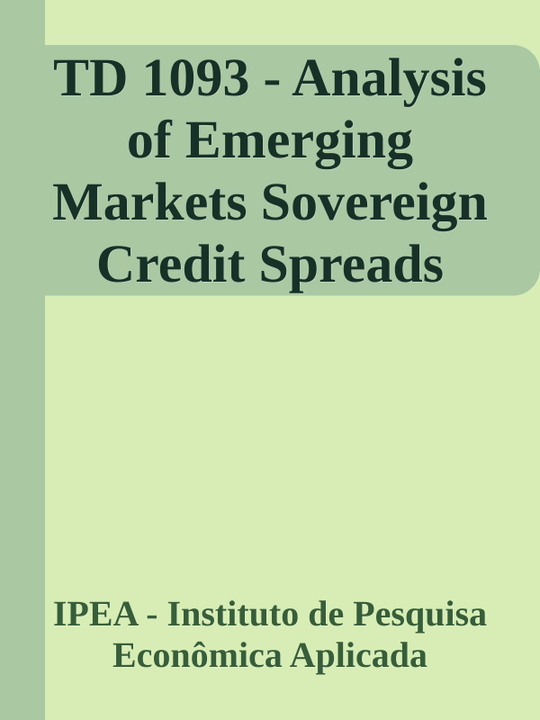 TD 1093 - Analysis
of Emerging
Markets Sovereign
Credit Spreads
IPEA - Instituto de Pesquisa
Econômica Aplicada